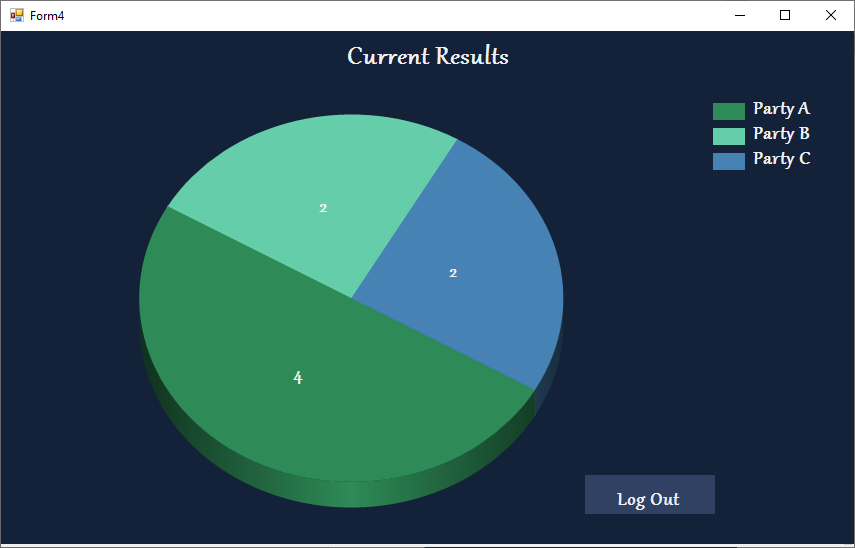 Form4
Current Results
Party A
Party B
Party C
2
2
4
Log Out